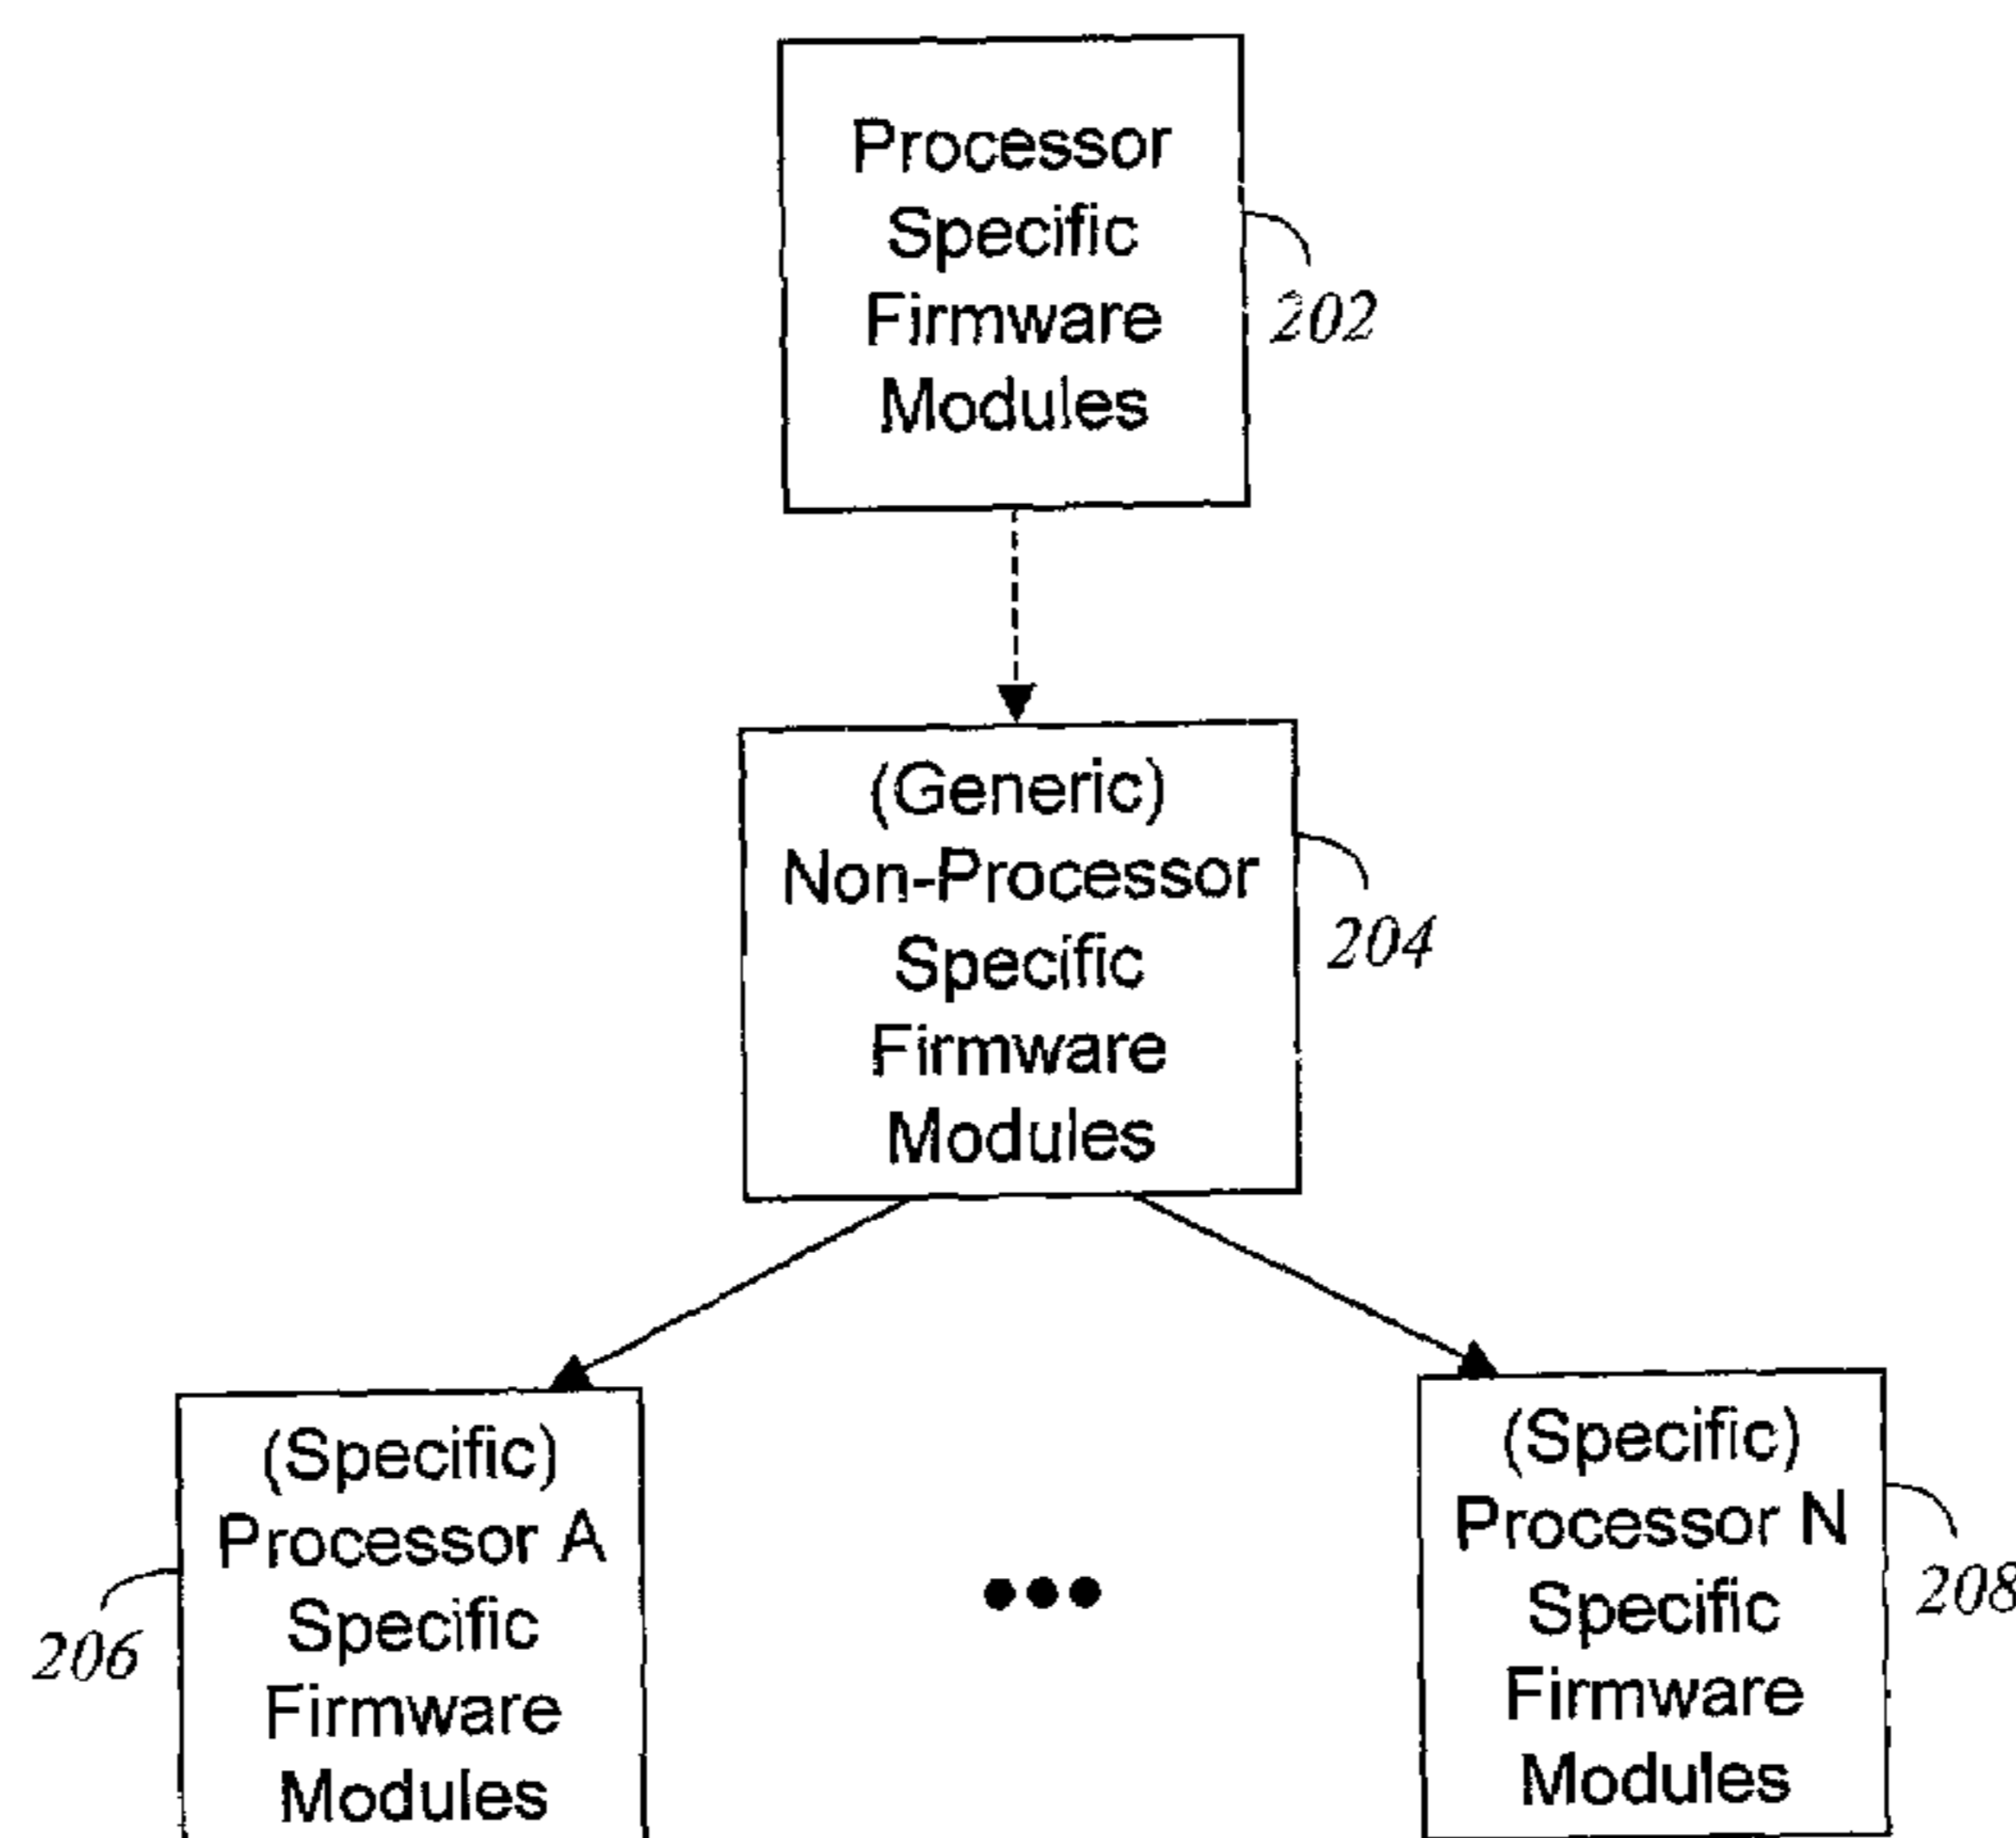 Processor
Specific
Firmware
Modules
202
(Generic)
Non-Processor
Specific
Firmware
Modules
204
(Specific)
Processor A
Specific
Firmware
Modules
206
(Specific)
Processor N
Specific
Firmware
Modules
208